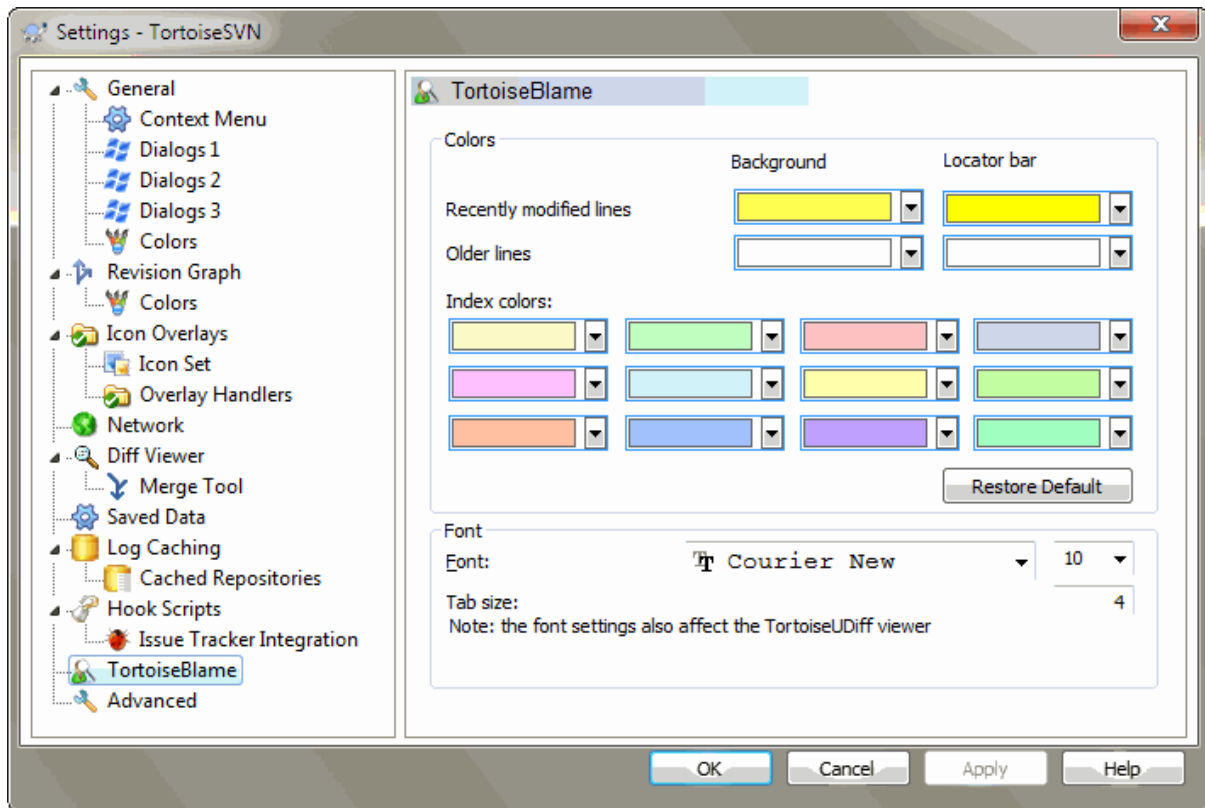 Settings - TortoiseSVN
General
Context Menu
Dialogs 1
Dialogs 2
Dialogs 3
Colors
Revision Graph
Colors
Icon Overlays
Icon Set
Overlay Handlers
Network
Diff Viewer
Merge Tool
Saved Data
Log Caching
Cached Repositories
Hook Scripts
Issue Tracker Integration
TortoiseBlame
Advanced
TortoiseBlame
Colors
Background Locator bar
Recently modified lines
Older lines
Index colors:
Restore Default
Font
Font: Courier New 10
Tab size: 4
Note: the font settings also affect the TortoiseUDiff viewer
OK Cancel Apply Help